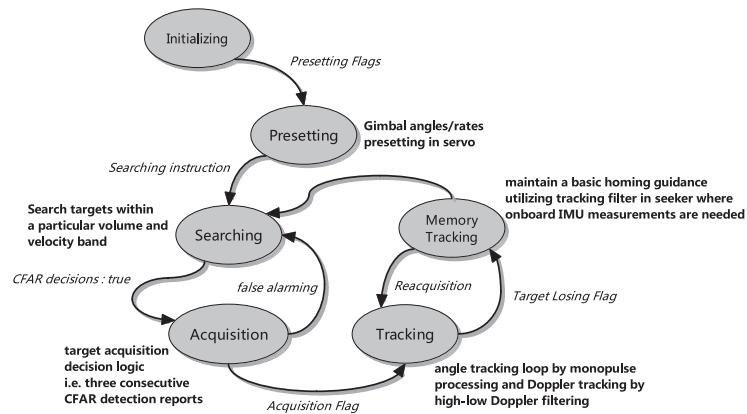 Initializing
Presetting Flags
Presetting
Gimbal angles/rates
presetting in servo
Searching instruction
maintain a basic homing guidance
utilizing tracking filter in seeker where
onboard IMU measurements are needed
Search targets within
a particular volume and
velocity band
Searching
Memory
Tracking
CFAR decisions : true
false alarming
Reacquisition
Target Losing Flag
Acquisition
Tracking
target acquisition
decision logic
i.e. three consecutive
CFAR detection reports
Acquisition Flag
angle tracking loop by monopulse
processing and Doppler tracking by
high-low Doppler filtering